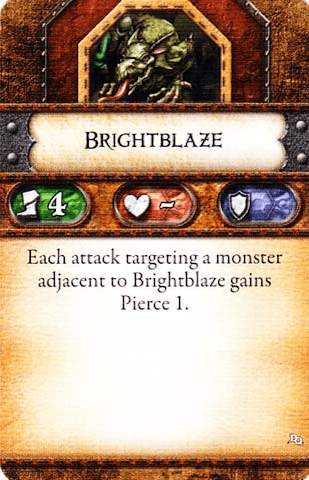 BRIGHTBLAZE
4 ~
Each attack targeting a monster
adjacent to Brightblaze gains
Pierce 1.